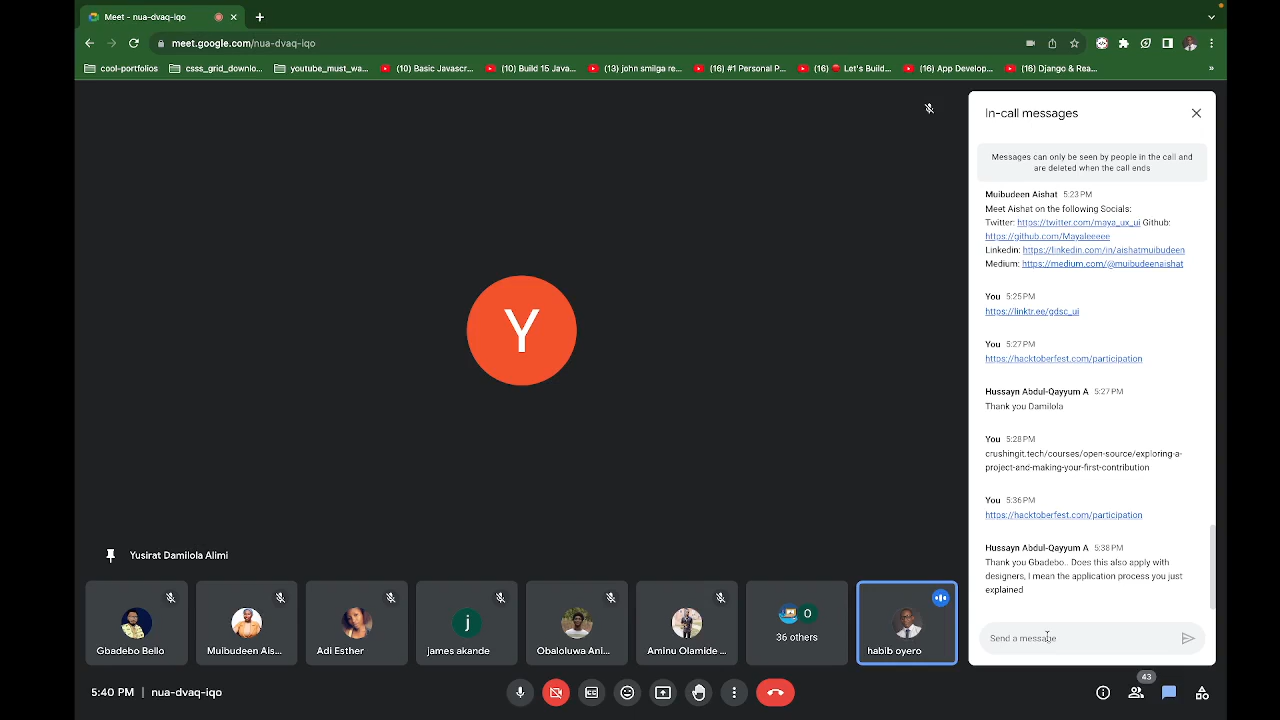 Meet - nua-dvaq-iqo
meet.google.com/nua-dvaq-iqo
cool-portfolios
csss_grid_downlo...
youtube_must_wa...
(10) Basic Javascr...
(10) Build 15 Java...
(13) john smilga re...
(16) #1 Personal P...
(16) 🔴 Let's Build...
(16) App Develop...
(16) Django & Rea...
»
In-call messages
Messages can only be seen by people in the call and
are deleted when the call ends
Muibudeen Aishat 5:23 PM
Meet Aishat on the following Socials:
Twitter: https://twitter.com/maya_ux_ui Github:
https://github.com/Mayaleeeee
Linkedin: https://linkedin.com/in/aishatmuibudeen
Medium: https://medium.com/@muibudeenaishat
You 5:25 PM
https://linktr.ee/gdsc_ui
You 5:27 PM
https://hacktoberfest.com/participation
Hussayn Abdul-Qayyum A 5:27 PM
Thank you Damilola
You 5:28 PM
crushingit.tech/courses/open-source/exploring-a-
project-and-making-your-first-contribution
You 5:36 PM
https://hacktoberfest.com/participation
Hussayn Abdul-Qayyum A 5:38 PM
Thank you Gbadebo.. Does this also apply with
designers, I mean the application process you just
explained
Send a message
Y
Yusirat Damilola Alimi
Gbadebo Bello
Muibudeen Ais...
Adi Ester
j
james akande
Obaloluwa Ani...
Aminu Olamide ...
O
36 others
habib oyero
5:40 PM | nua-dvaq-iqo
43